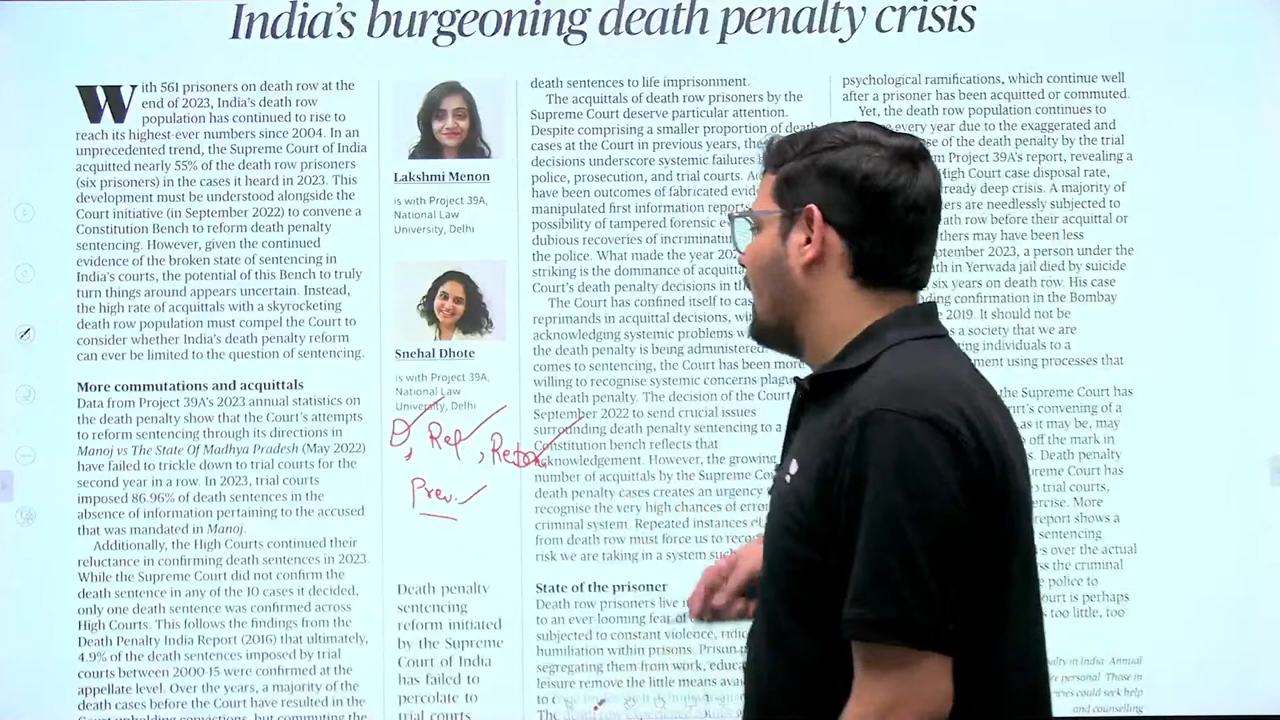 India's burgeoning death penalty crisis
With 561 prisoners on death row at the
end of 2023, India's death row
population has continued to rise to
reach its highest-ever numbers since 2004. In an
unprecedented trend, the Supreme Court of India
acquitted nearly 55% of the death row prisoners
(six prisoners) in the cases it heard in 2023. This
development must be understood alongside the
Court initiative (in September 2022) to convene a
Constitution Bench to reform death penalty
sentencing. However, given the continued
evidence of the broken state of sentencing in
India's courts, the potential of this Bench to truly
turn things around appears uncertain. Instead,
the high rate of acquittals with a skyrocketing
death row population must compel the Court to
consider whether India's death penalty reform
can ever be limited to the question of sentencing.
More commutations and acquittals
Data from Project 39A's 2023 annual statistics on
the death penalty show that the Court's attempts
to reform sentencing through its directions in
Manoj vs The State Of Madhya Pradesh (May 2022)
have failed to trickle down to trial courts for the
second year in a row. In 2023, trial courts
imposed 86.96% of death sentences in the
absence of information pertaining to the accused
that was mandated in Manoj.
Additionally, the High Courts continued their
reluctance in confirming death sentences in 2023.
While the Supreme Court did not confirm the
death sentence in any of the 10 cases it decided,
only one death sentence was confirmed across
High Courts. This follows the findings from the
Death Penalty India Report (2016) that ultimately,
4.9% of the death sentences imposed by trial
courts between 2000-15 were confirmed at the
appellate level. Over the years, a majority of the
death cases before the Court have resulted in the
Court upholding convictions, but commuting the
Lakshmi Menon
is with Project 39A,
National Law
University, Delhi
Snehal Dhote
is with Project 39A,
National Law
University, Delhi
D, Ref, Reten
Prev.
Death penalty
sentencing
reform initiated
by the Supreme
Court of India
has failed to
percolate to
trial courts
death sentences to life imprisonment.
The acquittals of death row prisoners by the
Supreme Court deserve particular attention.
Despite comprising a smaller proportion of death
cases at the Court in previous years, the
decisions underscore systemic failures
police, prosecution, and trial courts.
have been outcomes of fabricated
manipulated first information
possibility of tampered forensic
dubious recoveries of
the police. What made the year
striking is the dominance of
Court's death penalty decisions in
The Court has confined itself to
reprimands in acquittal decisions,
acknowledging systemic problems
the death penalty is being administered.
comes to sentencing, the Court has been more
willing to recognise systemic concerns
the death penalty. The decision of the Court
September 2022 to send crucial issues
surrounding death penalty sentencing to a
Constitution bench reflects that
acknowledgement. However, the growing
number of acquittals by the Supreme
death penalty cases creates an urgency
recognise the very high chances of
criminal system. Repeated instances
from death row must force us to
risk we are taking in a system
State of the prisoner
Death row prisoners live
to an ever looming fear of
subjected to constant violence,
humiliation within prisons.
segregating them from work,
leisure remove the little means
to
The
psychological ramifications, which continue well
after a prisoner has been acquitted or commuted.
Yet, the death row population continues to
every year due to the exaggerated and
of the death penalty by the trial
Project 39A's report, revealing a
High Court case disposal rate,
deep crisis. A majority of
are needlessly subjected to
row before their acquittal or
may have been less
2023, a person under the
in Yerwada jail died by suicide
six years on death row. His case
confirmation in the Bombay
2019. It should not be
as a society that we are
individuals to a
using processes that
the Supreme Court has
convening of a
as it may be, may
off the mark in
Death penalty
Court has
trial courts,
More
report shows a
sentencing
over the actual
the criminal
police to
is perhaps
too little, too
in India Annual
personal Those in
could seek help
and counselling